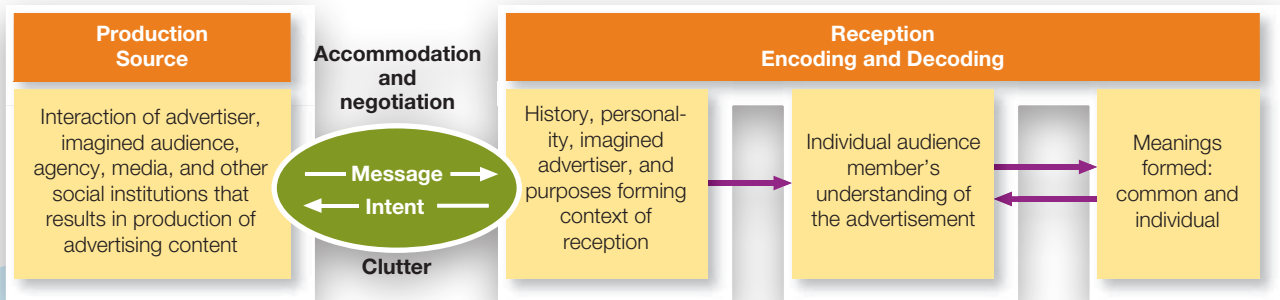 Production
Source
Interaction of advertiser,
imagined audience,
agency, media, and other
social institutions that
results in production of
advertising content
Accommodation
and
negotiation
Message
Intent
Clutter
Reception
Encoding and Decoding
History, personal-
ity, imagined
advertiser, and
purposes forming
context of
reception
Individual audience
member’s
understanding of
the advertisement
Meanings
formed:
common and
individual